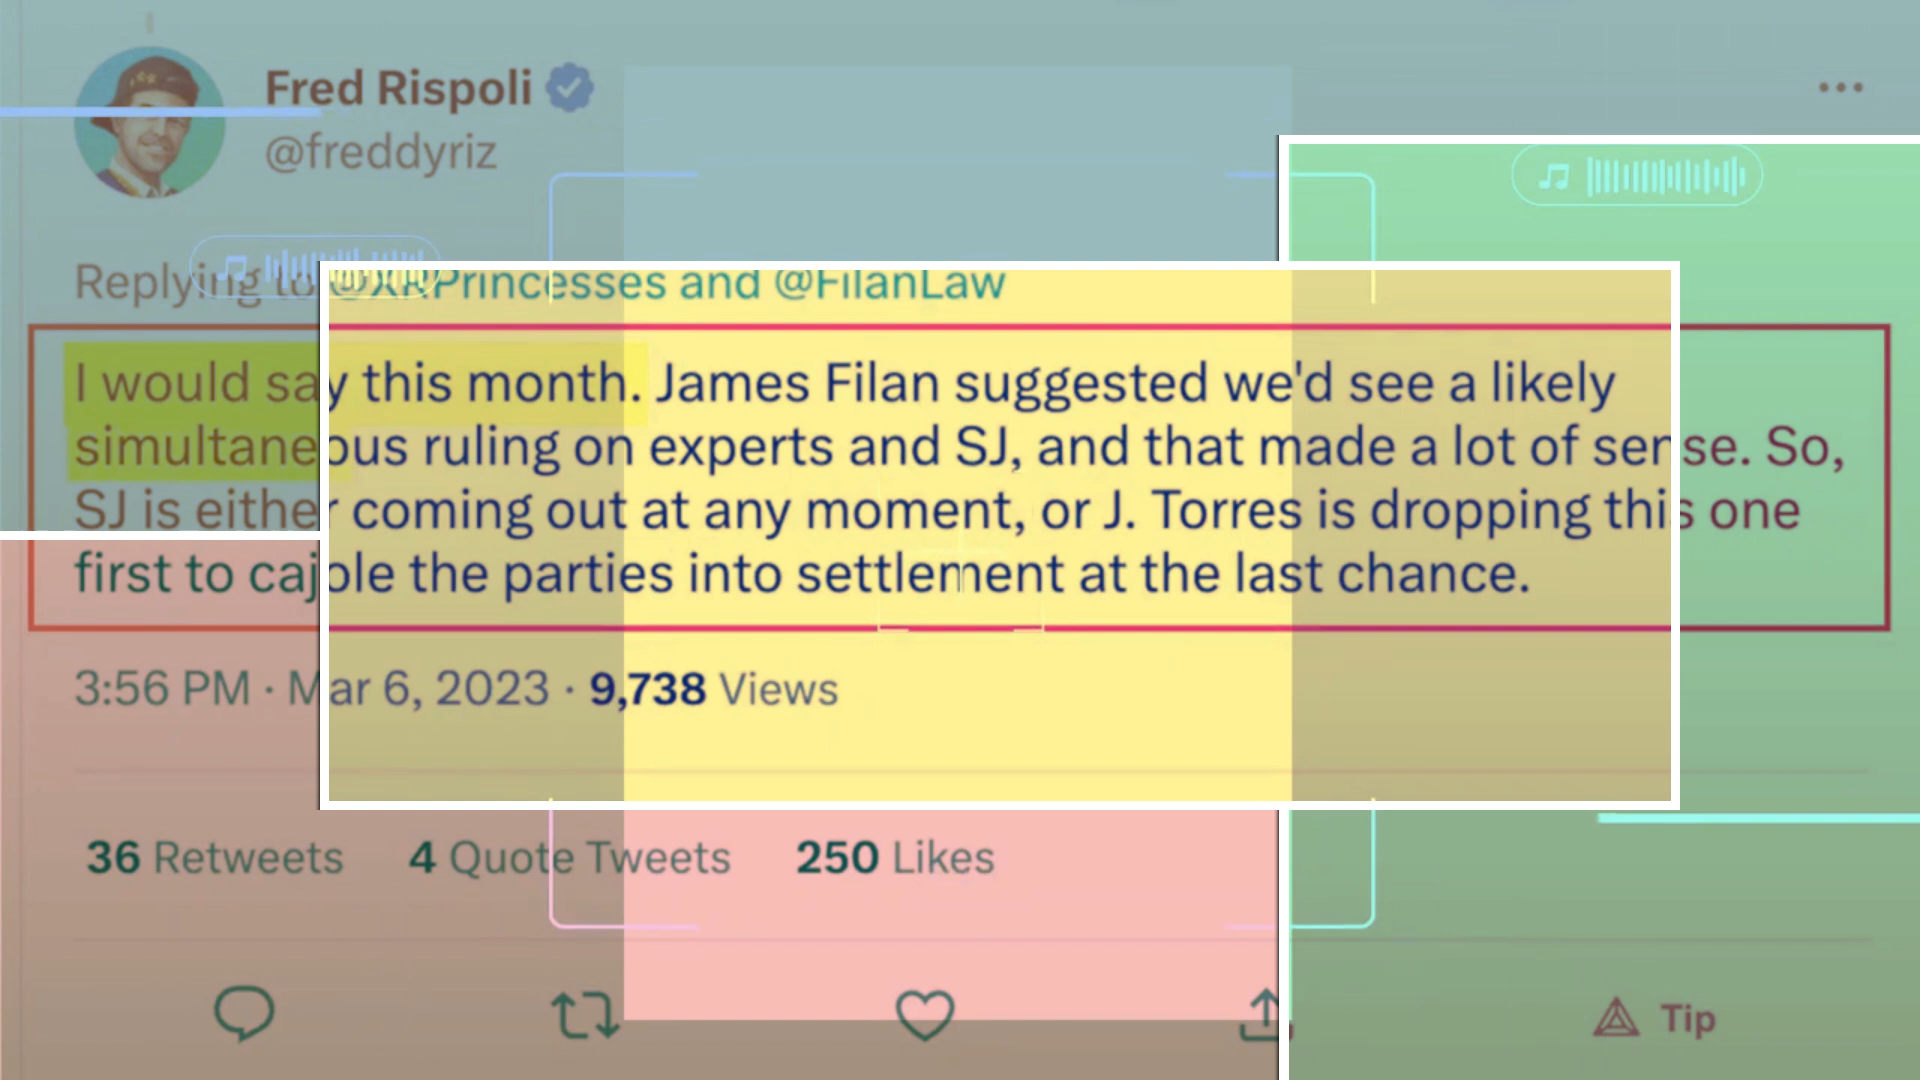 Fred Rispoli
@freddyriz
Replying to @XRPrincesses and @FilanLaw
I would say this month. James Filan suggested we'd see a likely
simultaneous ruling on experts and SJ, and that made a lot of sense. So,
SJ is either coming out at any moment, or J. Torres is dropping this one
first to cajole the parties into settlement at the last chance.
3:56 PM · Mar 6, 2023 · 9,738 Views
36 Retweets 4 Quote Tweets 250 Likes
Tip